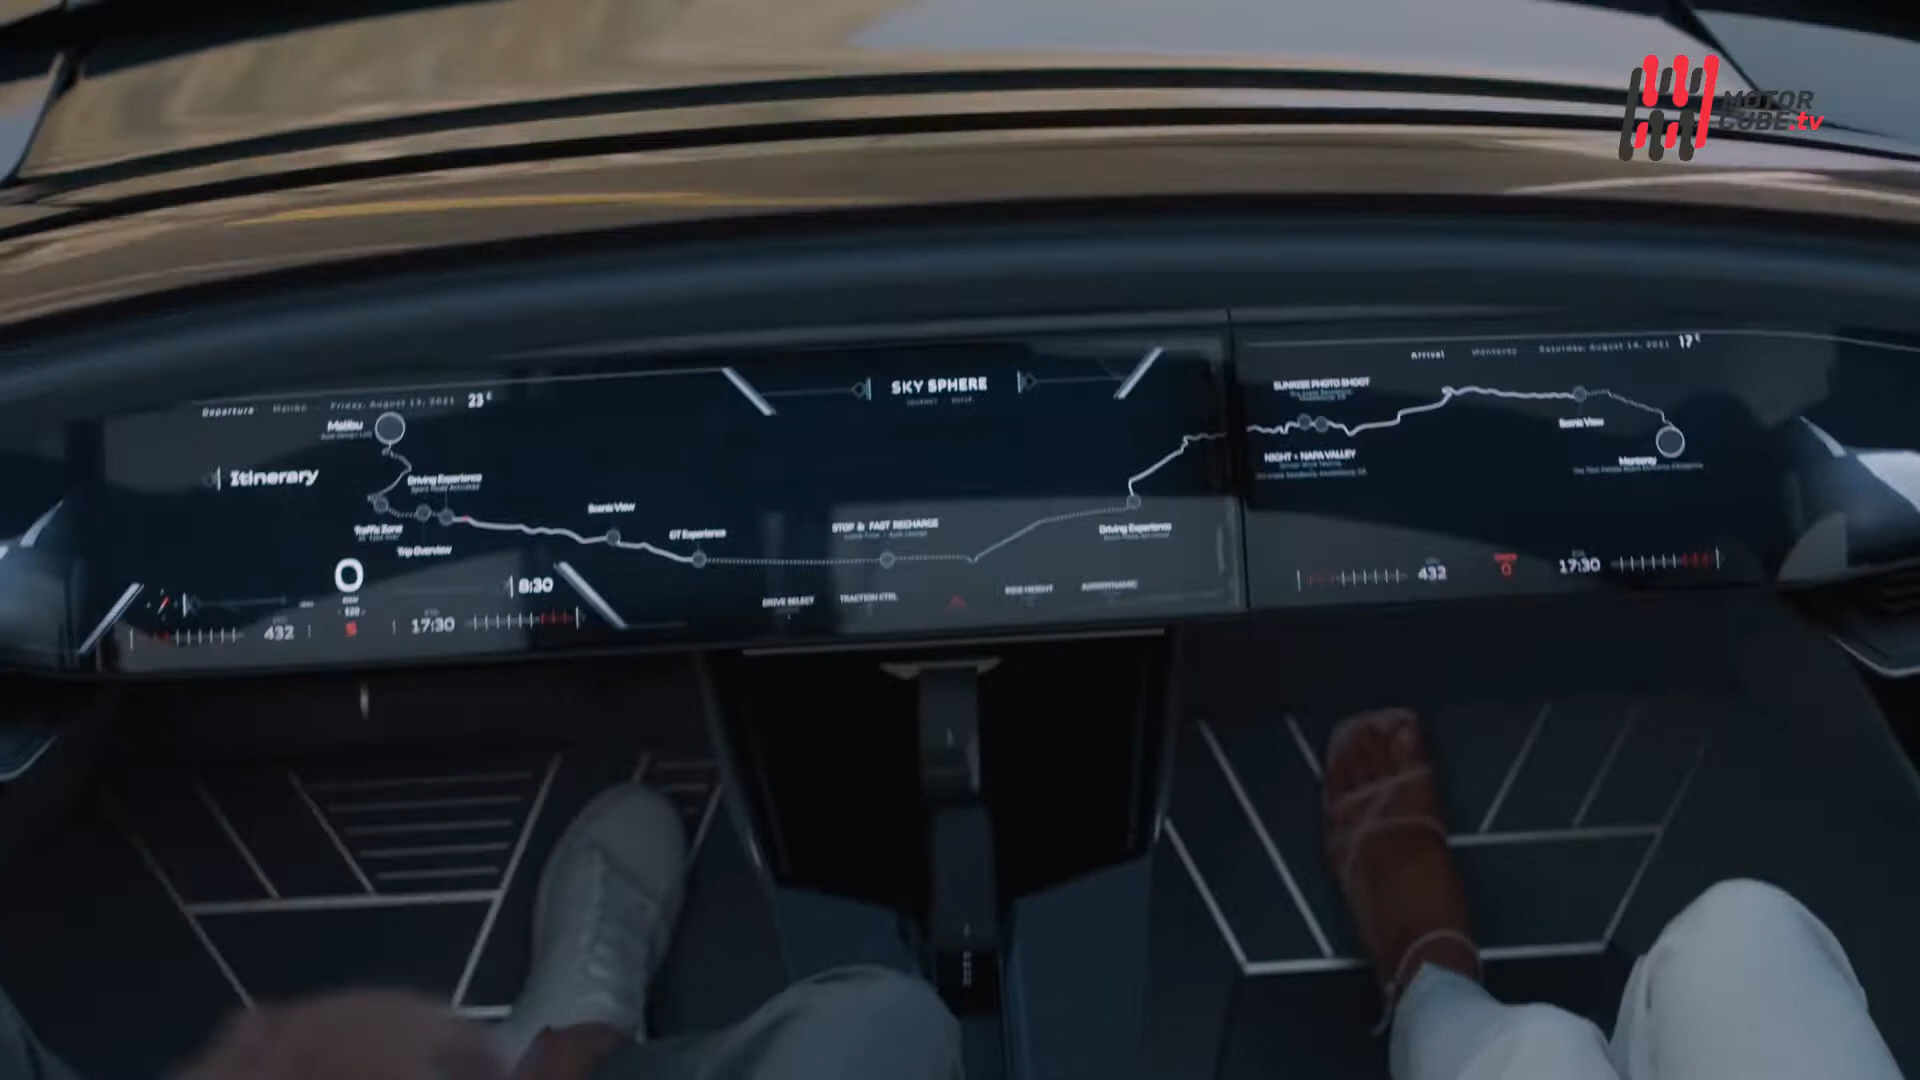 MOTOR
CUBE.tv
Departure Malibu Friday, August 13, 2021 23
SKY SPHERE
Arrival Monterey Saturday, August 14, 2021 17
Malibu
Itinerary
Driving Experience
Traffic Zone
Trip Overview
Scenic View
GT Experience
STOP & FAST RECHARGE
Driving Experience
SUNRISE PHOTO SHOOT
NIGHT - NAPA VALLEY
Scenic View
Monterey
0
8:30
432
S
17:30
DRIVE SELECT
TRACTION CTRL
RIDE HEIGHT
AERODYNAMIC
432
0
17:30